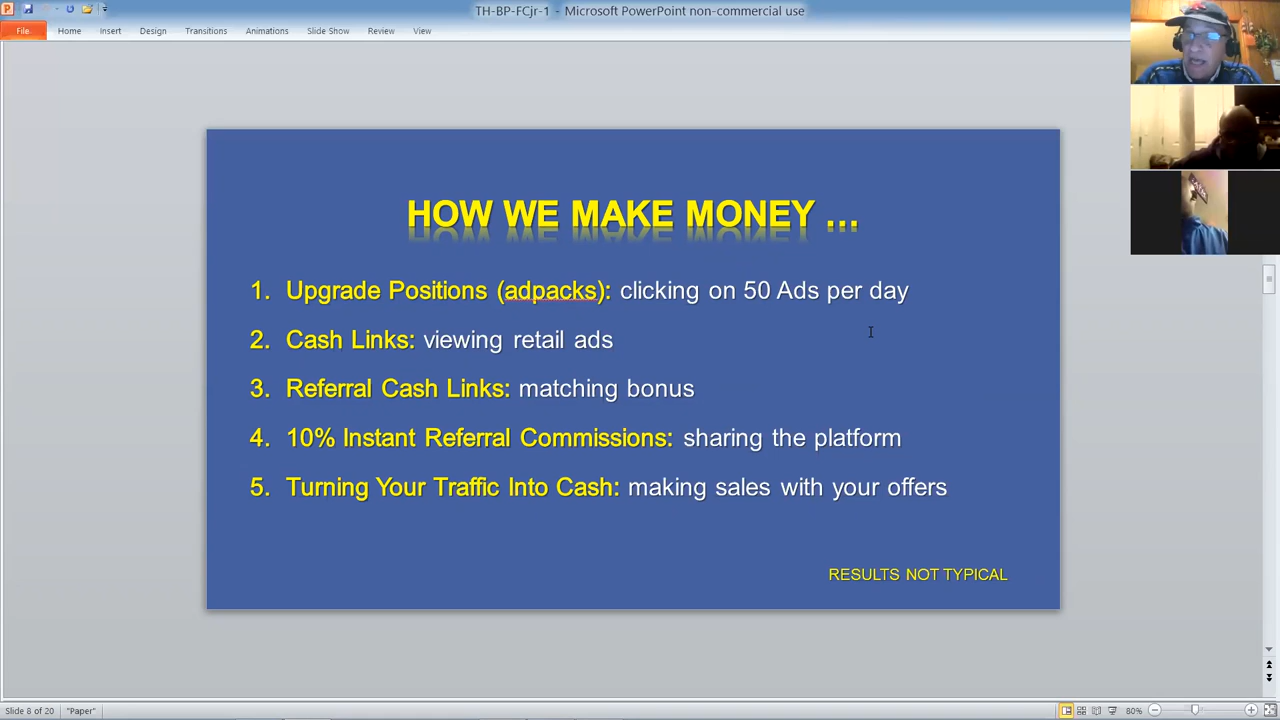 TH-BP-FCjr-1 - Microsoft PowerPoint non-commercial use
File Home Insert Design Transitions Animations Slide Show Review View
HOW WE MAKE MONEY ...
1. Upgrade Positions (adpacks): clicking on 50 Ads per day
2. Cash Links: viewing retail ads
3. Referral Cash Links: matching bonus
4. 10% Instant Referral Commissions: sharing the platform
5. Turning Your Traffic Into Cash: making sales with your offers
RESULTS NOT TYPICAL
Slide 8 of 20 "Paper" 80%